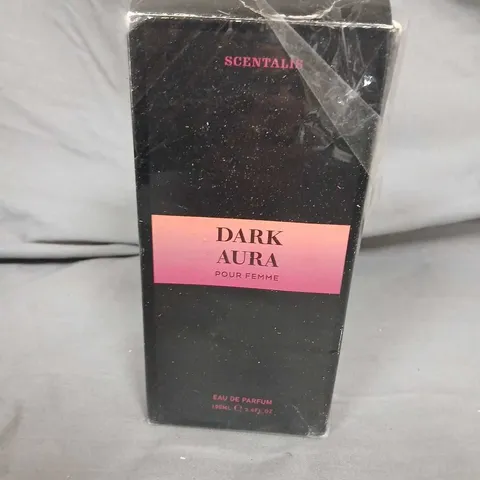 SCENTALIS
DARK
AURA
POUR FEMME
EAU DE PARFUM